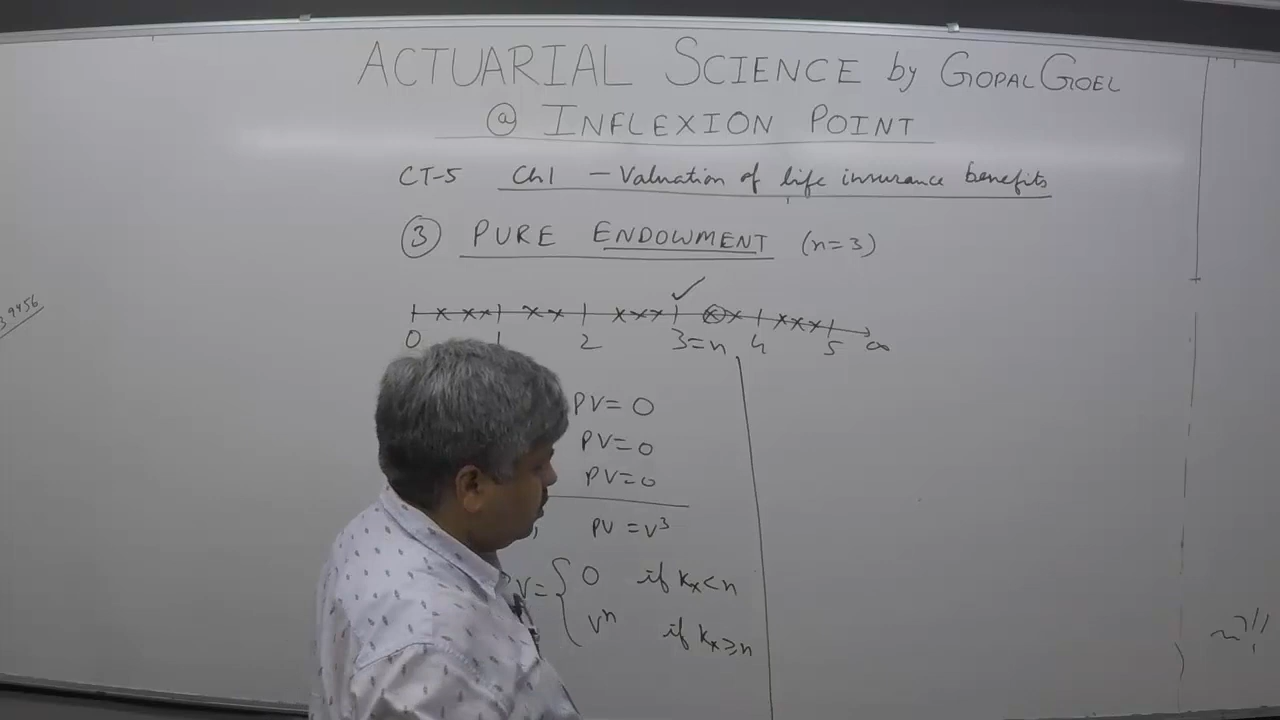 ACTUARIAL SCIENCE by GOPAL GOEL
@ INFLEXION POINT
CT-5 Ch1 - Valuation of life insurance benefits
③ PURE ENDOWMENT (n=3)
0 1 2 3=n 4 5 ∞
PV= 0
PV= 0
PV=0
PV = v³
PV= { 0 if Kx<n
vⁿ if Kx≥n
9456